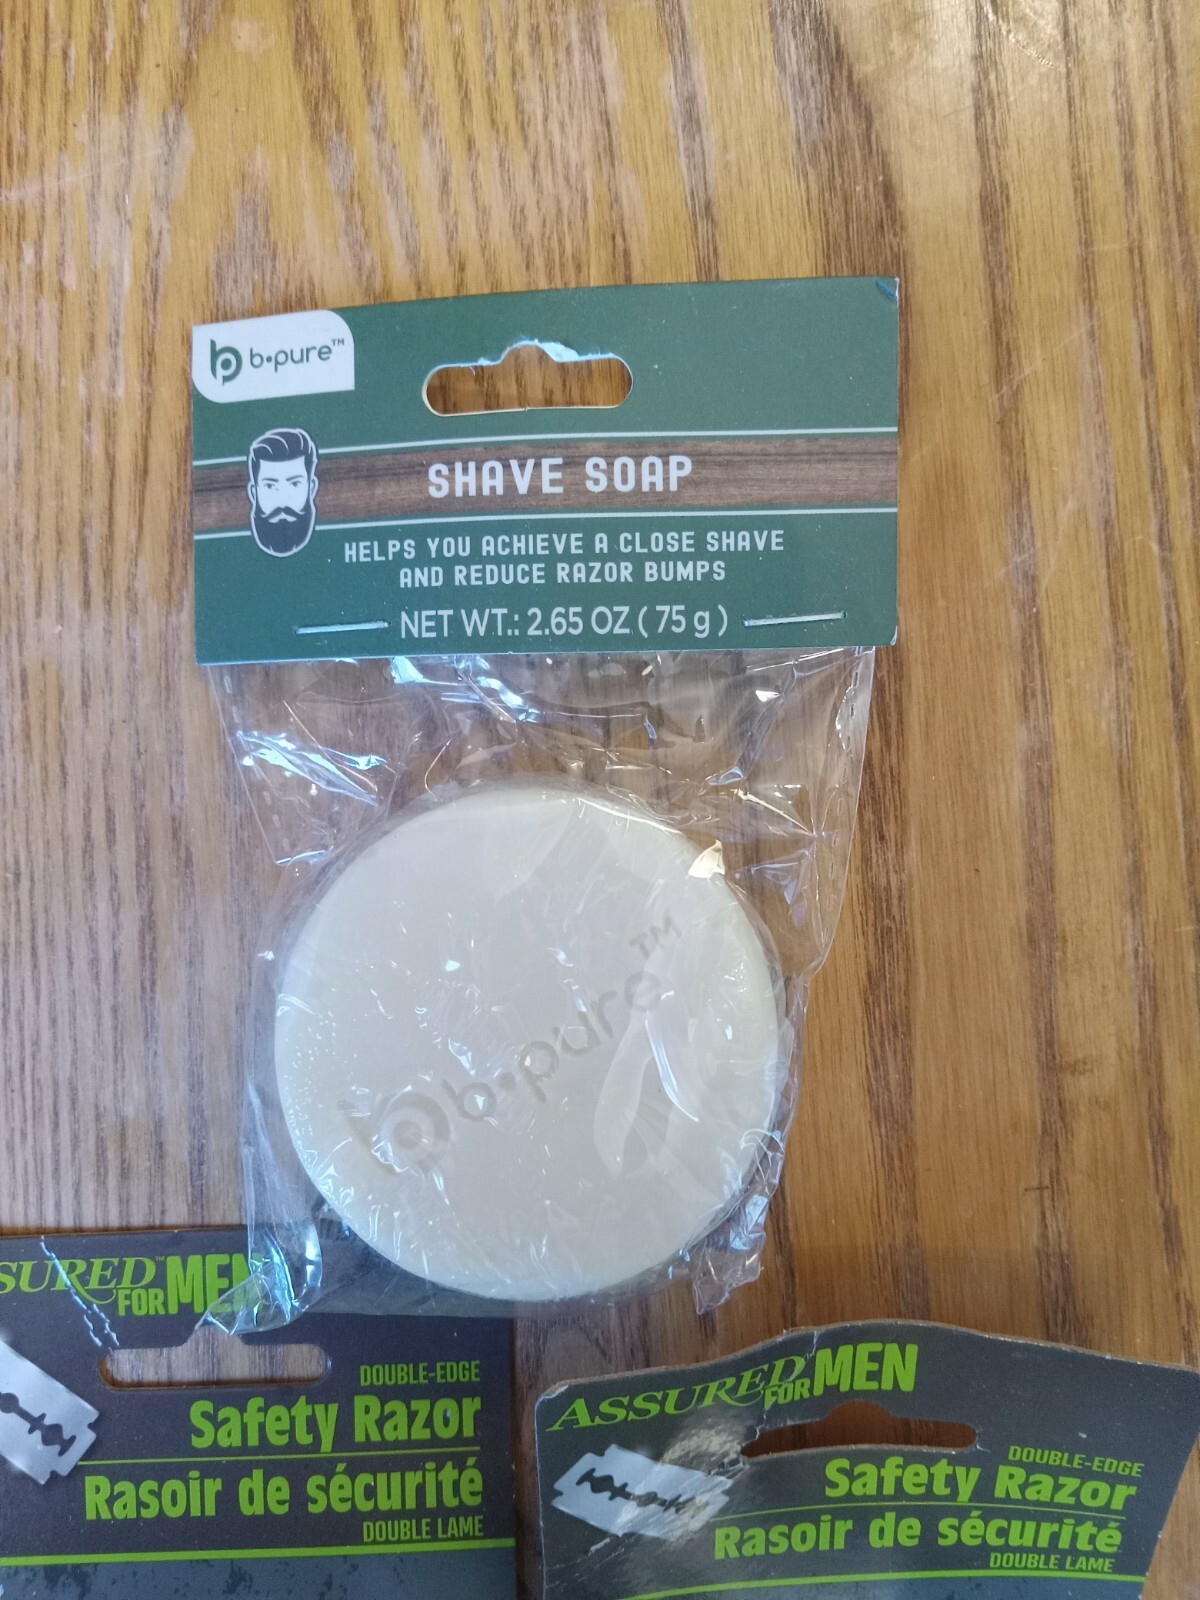 b•pure™
SHAVE SOAP
HELPS YOU ACHIEVE A CLOSE SHAVE
AND REDUCE RAZOR BUMPS
NET WT.: 2.65 OZ ( 75 g )
b•pure™
SURED™
FOR MEN
DOUBLE-EDGE
Safety Razor
Rasoir de sécurité
DOUBLE LAME
ASSURED
FOR MEN
DOUBLE-EDGE
Safety Razor
Rasoir de sécurité
DOUBLE LAME